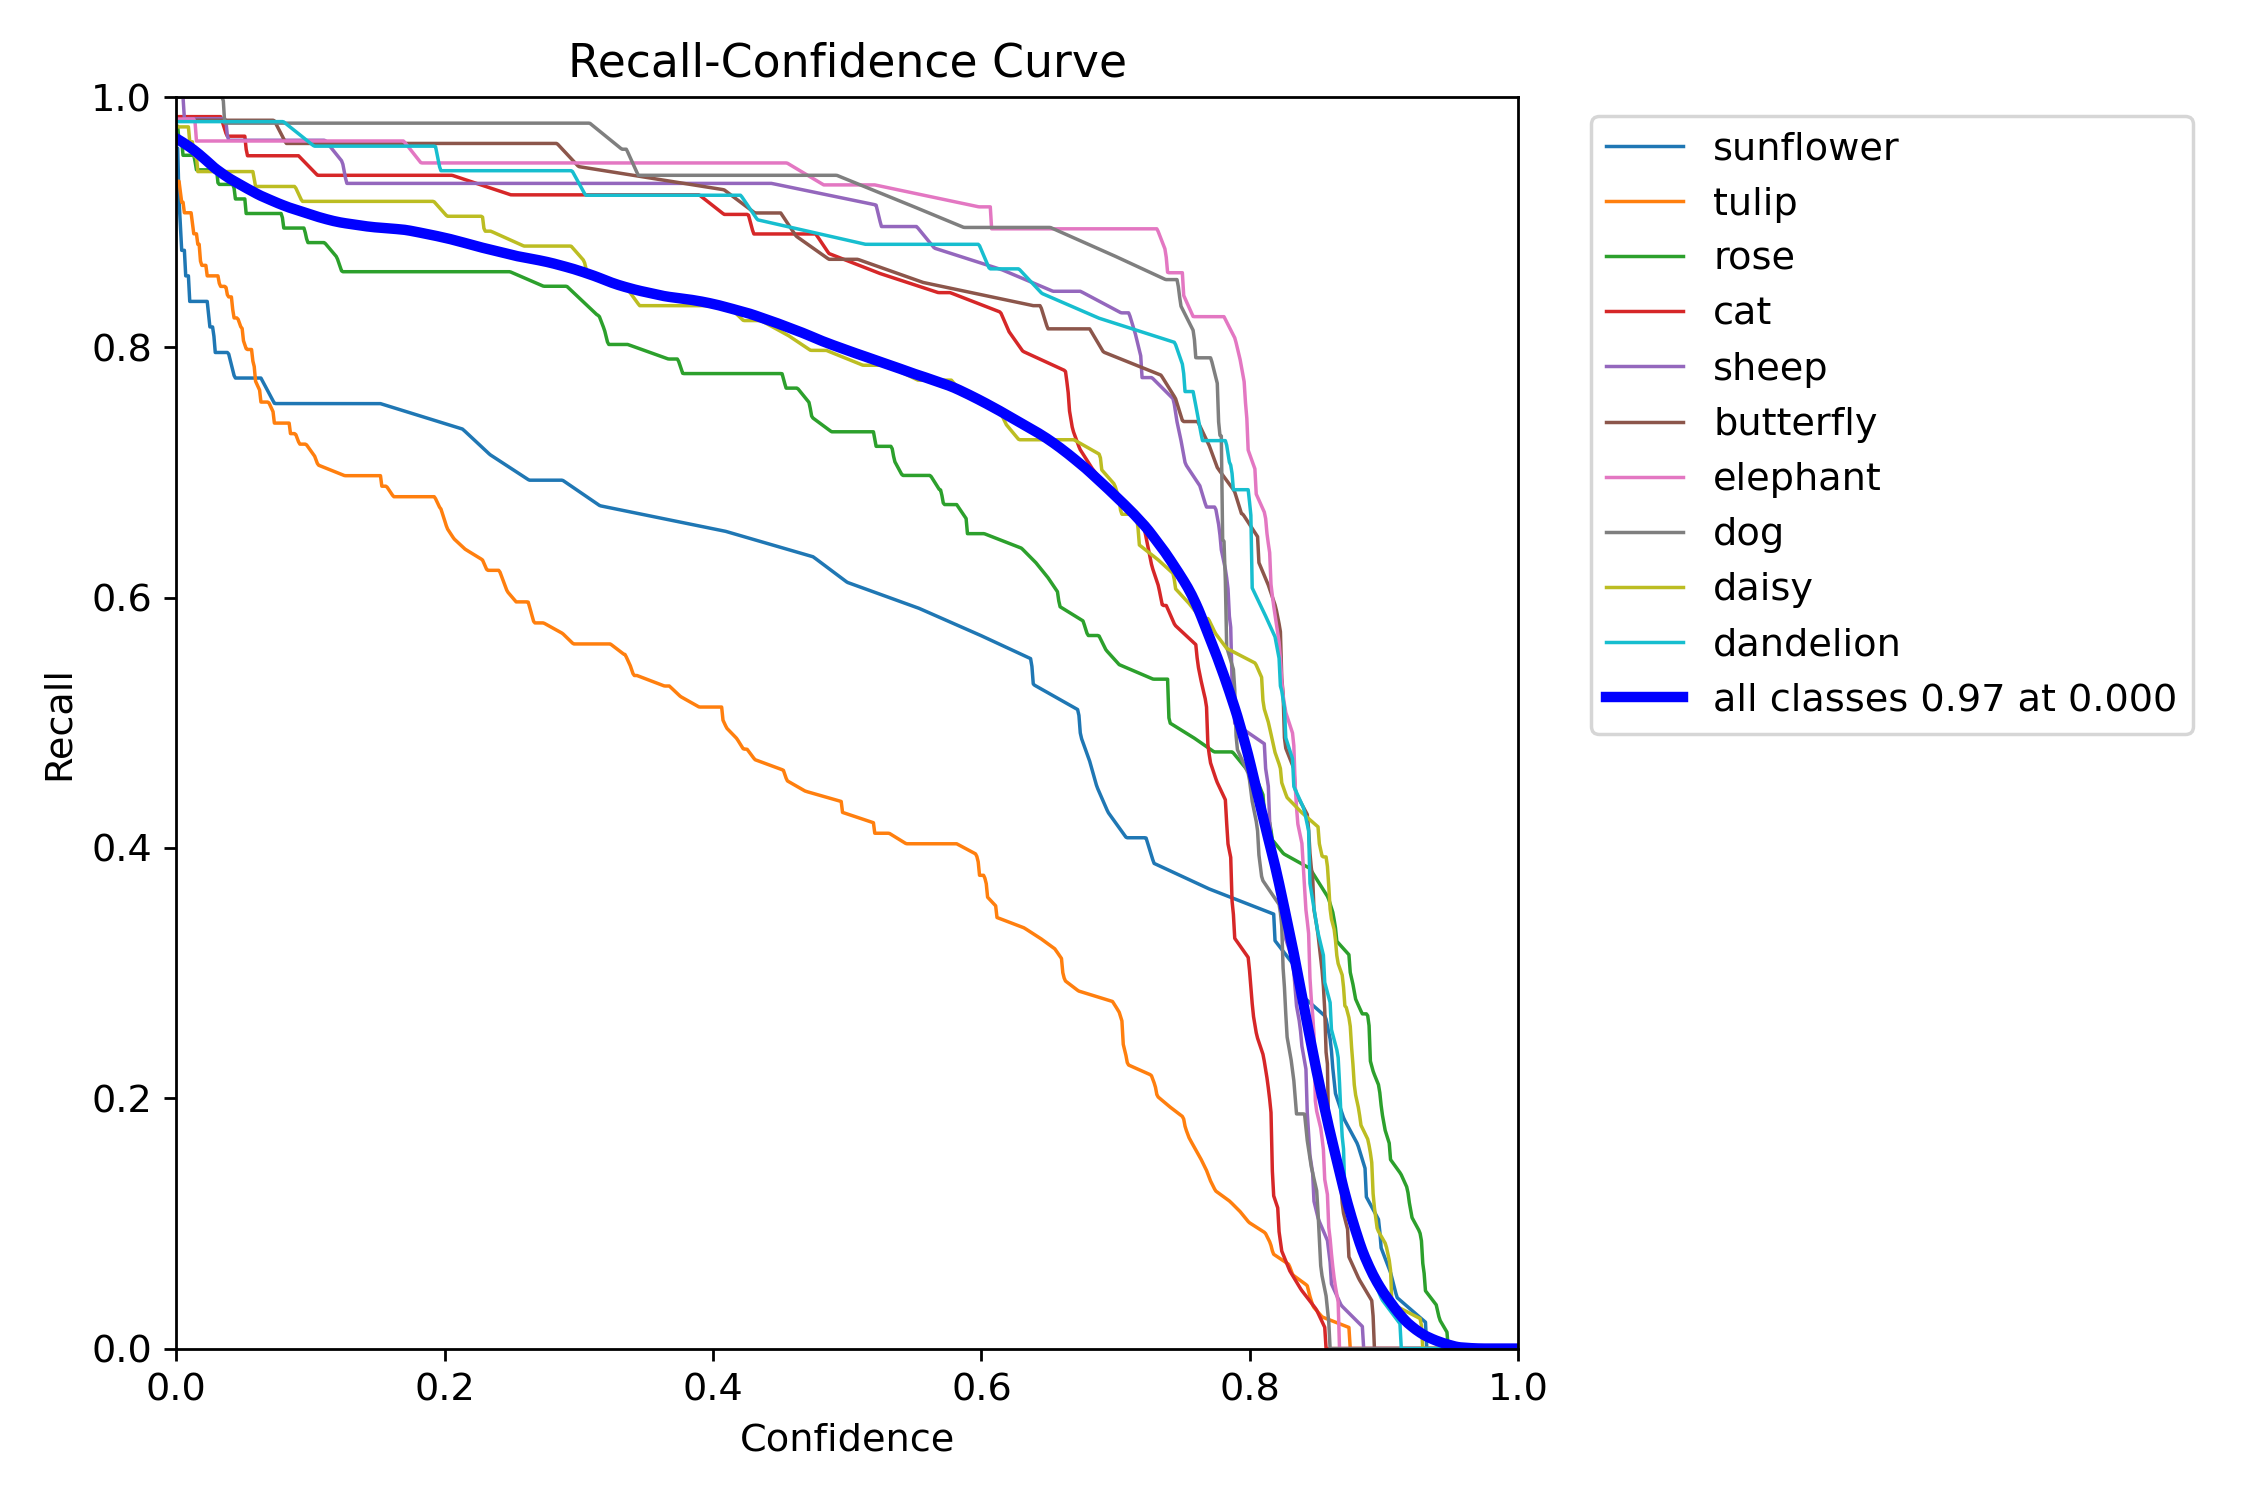 Recall-Confidence Curve
1.0
0.8
0.6
0.4
0.2
0.0
Recall
0.0 0.2 0.4 0.6 0.8 1.0
Confidence
sunflower
tulip
rose
cat
sheep
butterfly
elephant
dog
daisy
dandelion
all classes 0.97 at 0.000